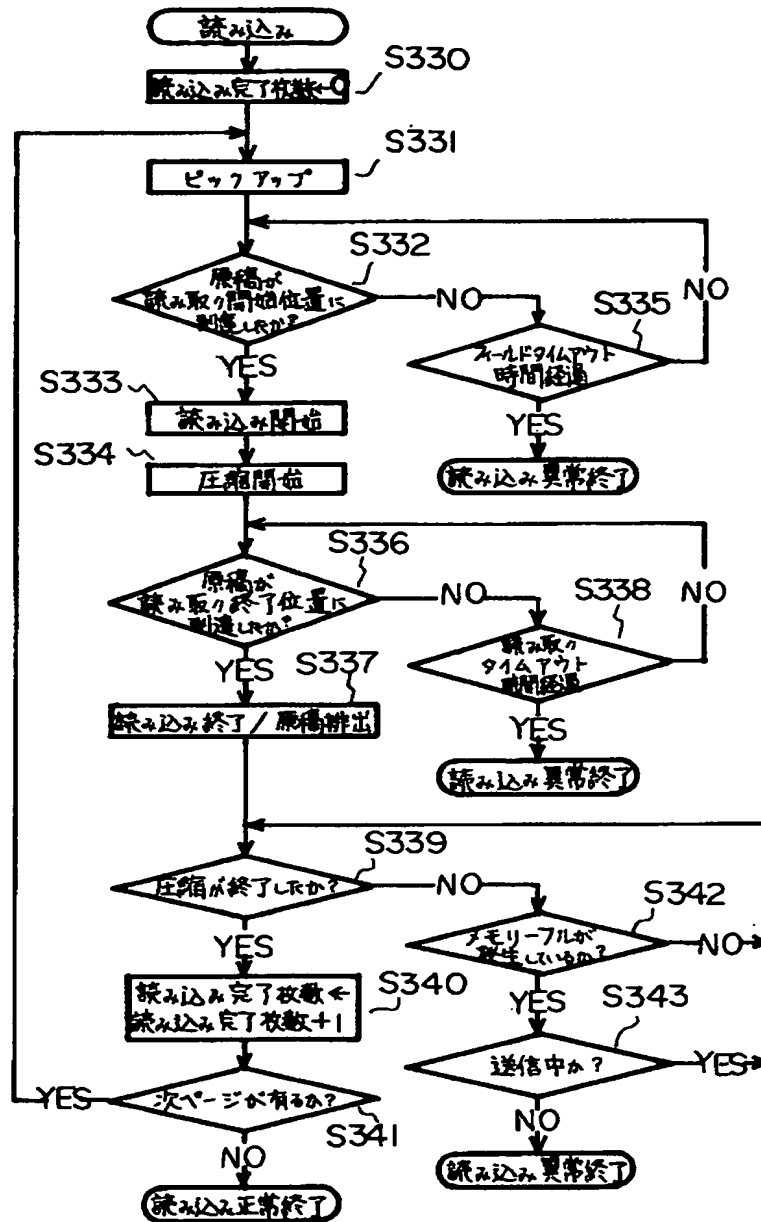 読み込み
S330
読み込み完了枚数←0
S331
ピックアップ
S332
原稿が
読み取り開始位置に
到達したか?
NO
NO
S335
フィールドタイムアウト
時間経過
YES
YES
S333
読み込み開始
読み込み異常終了
S334
圧縮開始
S336
原稿が
読み取り終了位置に
到達したか?
NO
NO
S338
読み取り
タイムアウト
時間経過
YES
S337
YES
読み込み終了/原稿排出
読み込み異常終了
S339
圧縮が終了したか?
NO
S342
メモリーフルが
発生しているか?
NO
YES
YES
S340
読み込み完了枚数←
読み込み完了枚数+1
S343
送信中か?
YES
YES
次ページが有るか?
S341
NO
NO
読み込み異常終了
読み込み正常終了